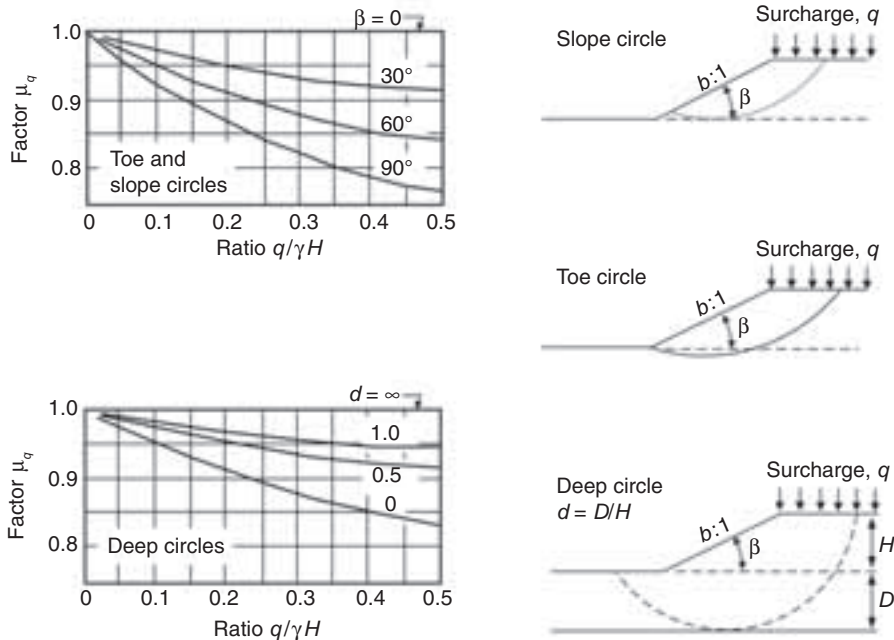 β = 0
1.0
30°
0.9
60°
0.8
90°
Toe and
slope circles
Factor μq
0 0.1 0.2 0.3 0.4 0.5
Ratio q/γH
Slope circle
Surcharge, q
b:1
β
Toe circle
Surcharge, q
b:1
β
d = ∞
1.0
1.0
0.9
0.5
0
0.8
Deep circles
Factor μq
0 0.1 0.2 0.3 0.4 0.5
Ratio q/γH
Deep circle
d = D/H
Surcharge, q
b:1
β
H
D